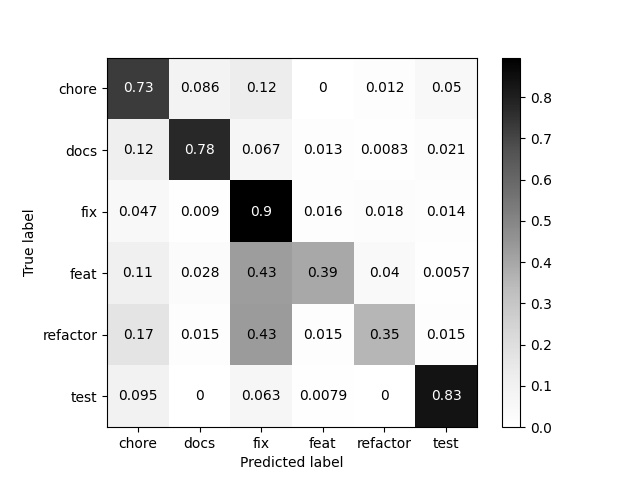 chore 0.73 0.086 0.12 0 0.012 0.05
docs 0.12 0.78 0.067 0.013 0.0083 0.021
fix 0.047 0.009 0.9 0.016 0.018 0.014
feat 0.11 0.028 0.43 0.39 0.04 0.0057
refactor 0.17 0.015 0.43 0.015 0.35 0.015
test 0.095 0 0.063 0.0079 0 0.83
chore docs fix feat refactor test
Predicted label
True label
0.8
0.7
0.6
0.5
0.4
0.3
0.2
0.1
0.0